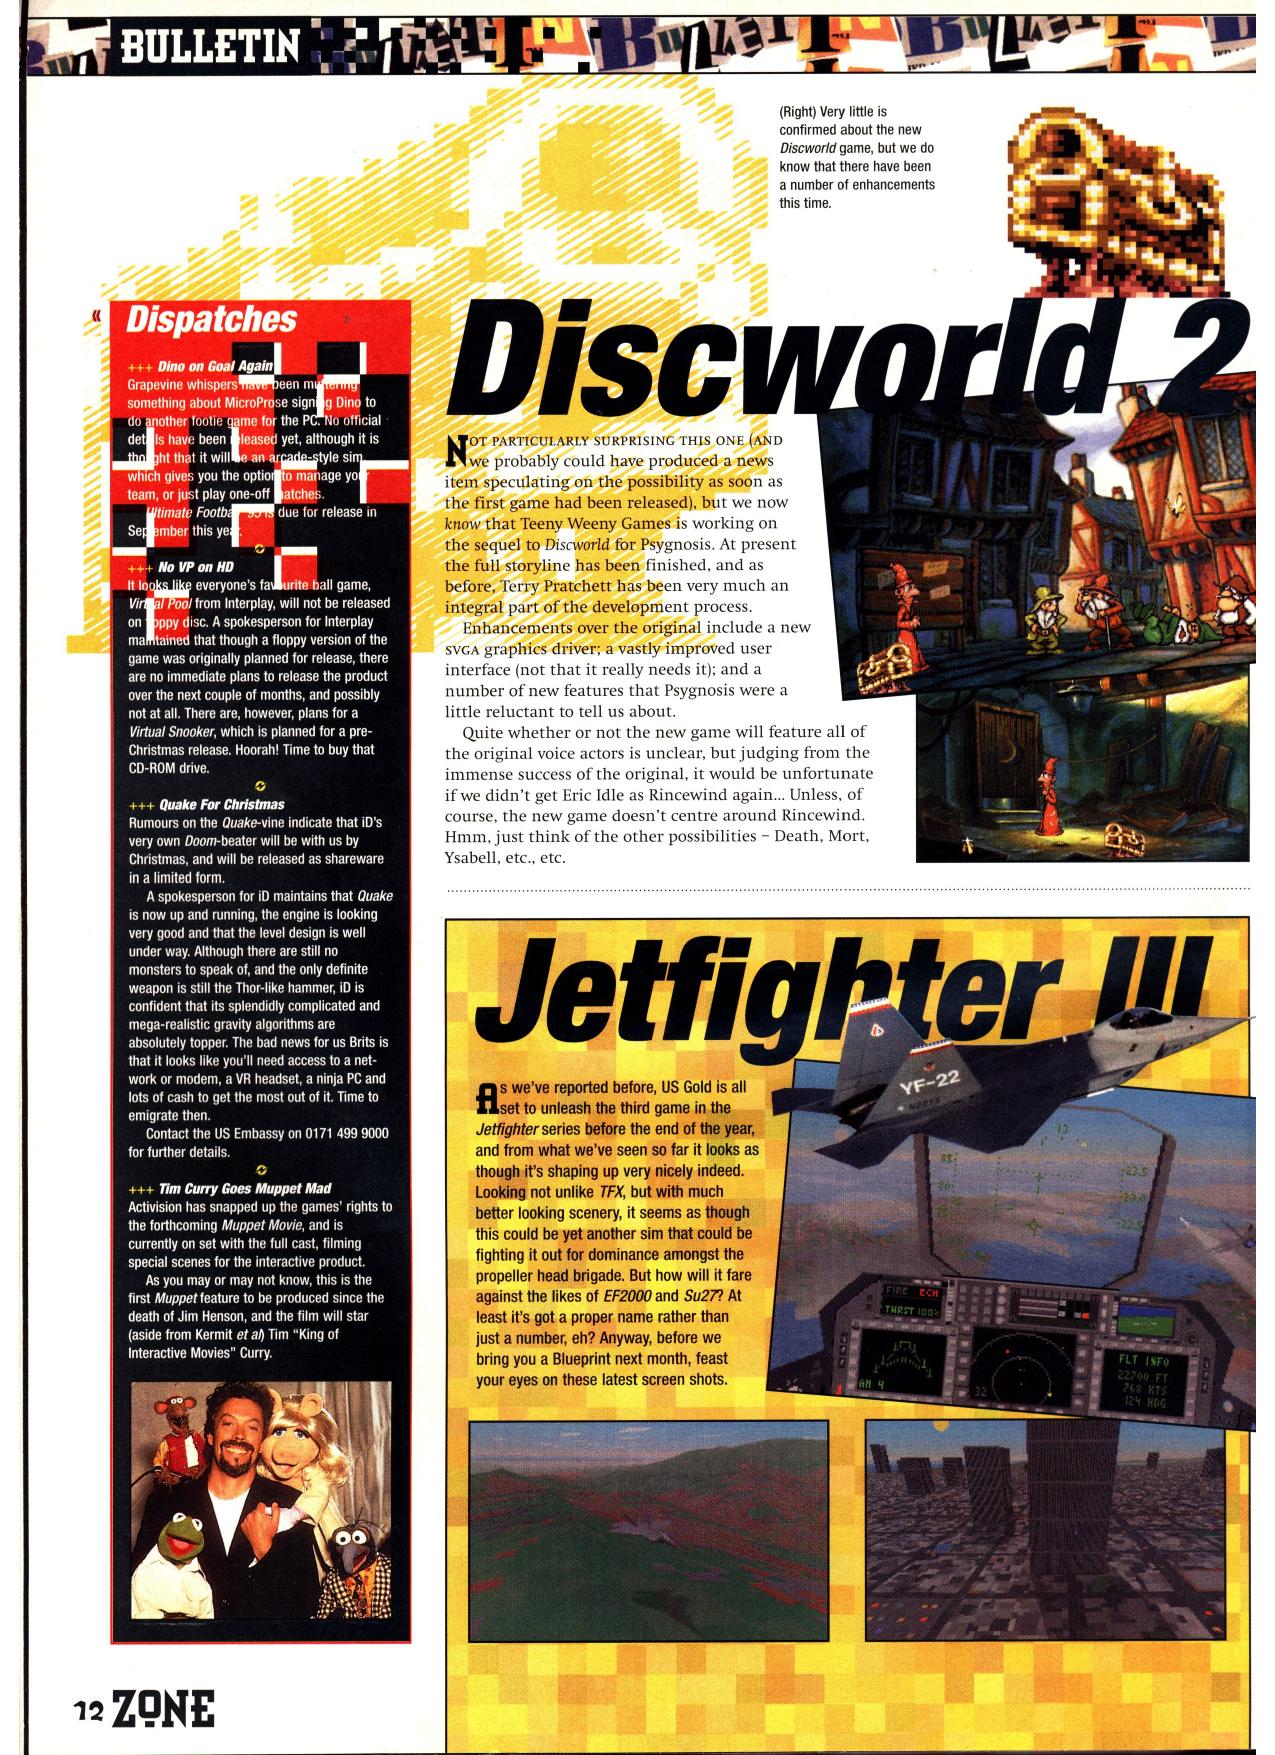 BULLETIN
(Right) Very little is
confirmed about the new
Discworld game, but we do
know that there have been
a number of enhancements
this time.
«
Dispatches
+++ Dino on Goal Again
Grapevine whispers have been muttering
something about MicroProse signing Dino to
do another footie game for the PC. No official
details have been released yet, although it is
thought that it will be an arcade-style sim
which gives you the option to manage your
team, or just play one-off matches.
Ultimate Football 95 is due for release in
September this year.
+++ No VP on HD
It looks like everyone's favourite ball game,
Virtual Pool from Interplay, will not be released
on floppy disc. A spokesperson for Interplay
maintained that though a floppy version of the
game was originally planned for release, there
are no immediate plans to release the product
over the next couple of months, and possibly
not at all. There are, however, plans for a
Virtual Snooker, which is planned for a pre-
Christmas release. Hoorah! Time to buy that
CD-ROM drive.
+++ Quake For Christmas
Rumours on the Quake-vine indicate that iD's
very own Doom-beater will be with us by
Christmas, and will be released as shareware
in a limited form.
A spokesperson for iD maintains that Quake
is now up and running, the engine is looking
very good and that the level design is well
under way. Although there are still no
monsters to speak of, and the only definite
weapon is still the Thor-like hammer, iD is
confident that its splendidly complicated and
mega-realistic gravity algorithms are
absolutely topper. The bad news for us Brits is
that it looks like you'll need access to a net-
work or modem, a VR headset, a ninja PC and
lots of cash to get the most out of it. Time to
emigrate then.
Contact the US Embassy on 0171 499 9000
for further details.
+++ Tim Curry Goes Muppet Mad
Activision has snapped up the games' rights to
the forthcoming Muppet Movie, and is
currently on set with the full cast, filming
special scenes for the interactive product.
As you may or may not know, this is the
first Muppet feature to be produced since the
death of Jim Henson, and the film will star
(aside from Kermit et al) Tim "King of
Interactive Movies" Curry.
Discworld 2
NOT PARTICULARLY SURPRISING THIS ONE (AND
we probably could have produced a news
item speculating on the possibility as soon as
the first game had been released), but we now
know that Teeny Weeny Games is working on
the sequel to Discworld for Psygnosis. At present
the full storyline has been finished, and as
before, Terry Pratchett has been very much an
integral part of the development process.
Enhancements over the original include a new
SVGA graphics driver; a vastly improved user
interface (not that it really needs it); and a
number of new features that Psygnosis were a
little reluctant to tell us about.
Quite whether or not the new game will feature all of
the original voice actors is unclear, but judging from the
immense success of the original, it would be unfortunate
if we didn't get Eric Idle as Rincewind again... Unless, of
course, the new game doesn't centre around Rincewind.
Hmm, just think of the other possibilities – Death, Mort,
Ysabell, etc., etc.
Jetfighter III
As we've reported before, US Gold is all
set to unleash the third game in the
Jetfighter series before the end of the year,
and from what we've seen so far it looks as
though it's shaping up very nicely indeed.
Looking not unlike TFX, but with much
better looking scenery, it seems as though
this could be yet another sim that could be
fighting it out for dominance amongst the
propeller head brigade. But how will it fare
against the likes of EF2000 and Su27? At
least it's got a proper name rather than
just a number, eh? Anyway, before we
bring you a Blueprint next month, feast
your eyes on these latest screen shots.
YF-22
13
FIRE ECM
THRST 100%
AM 4
32
FLT INFO
22700 FT
768 KTS
124 HDG
12 ZONE